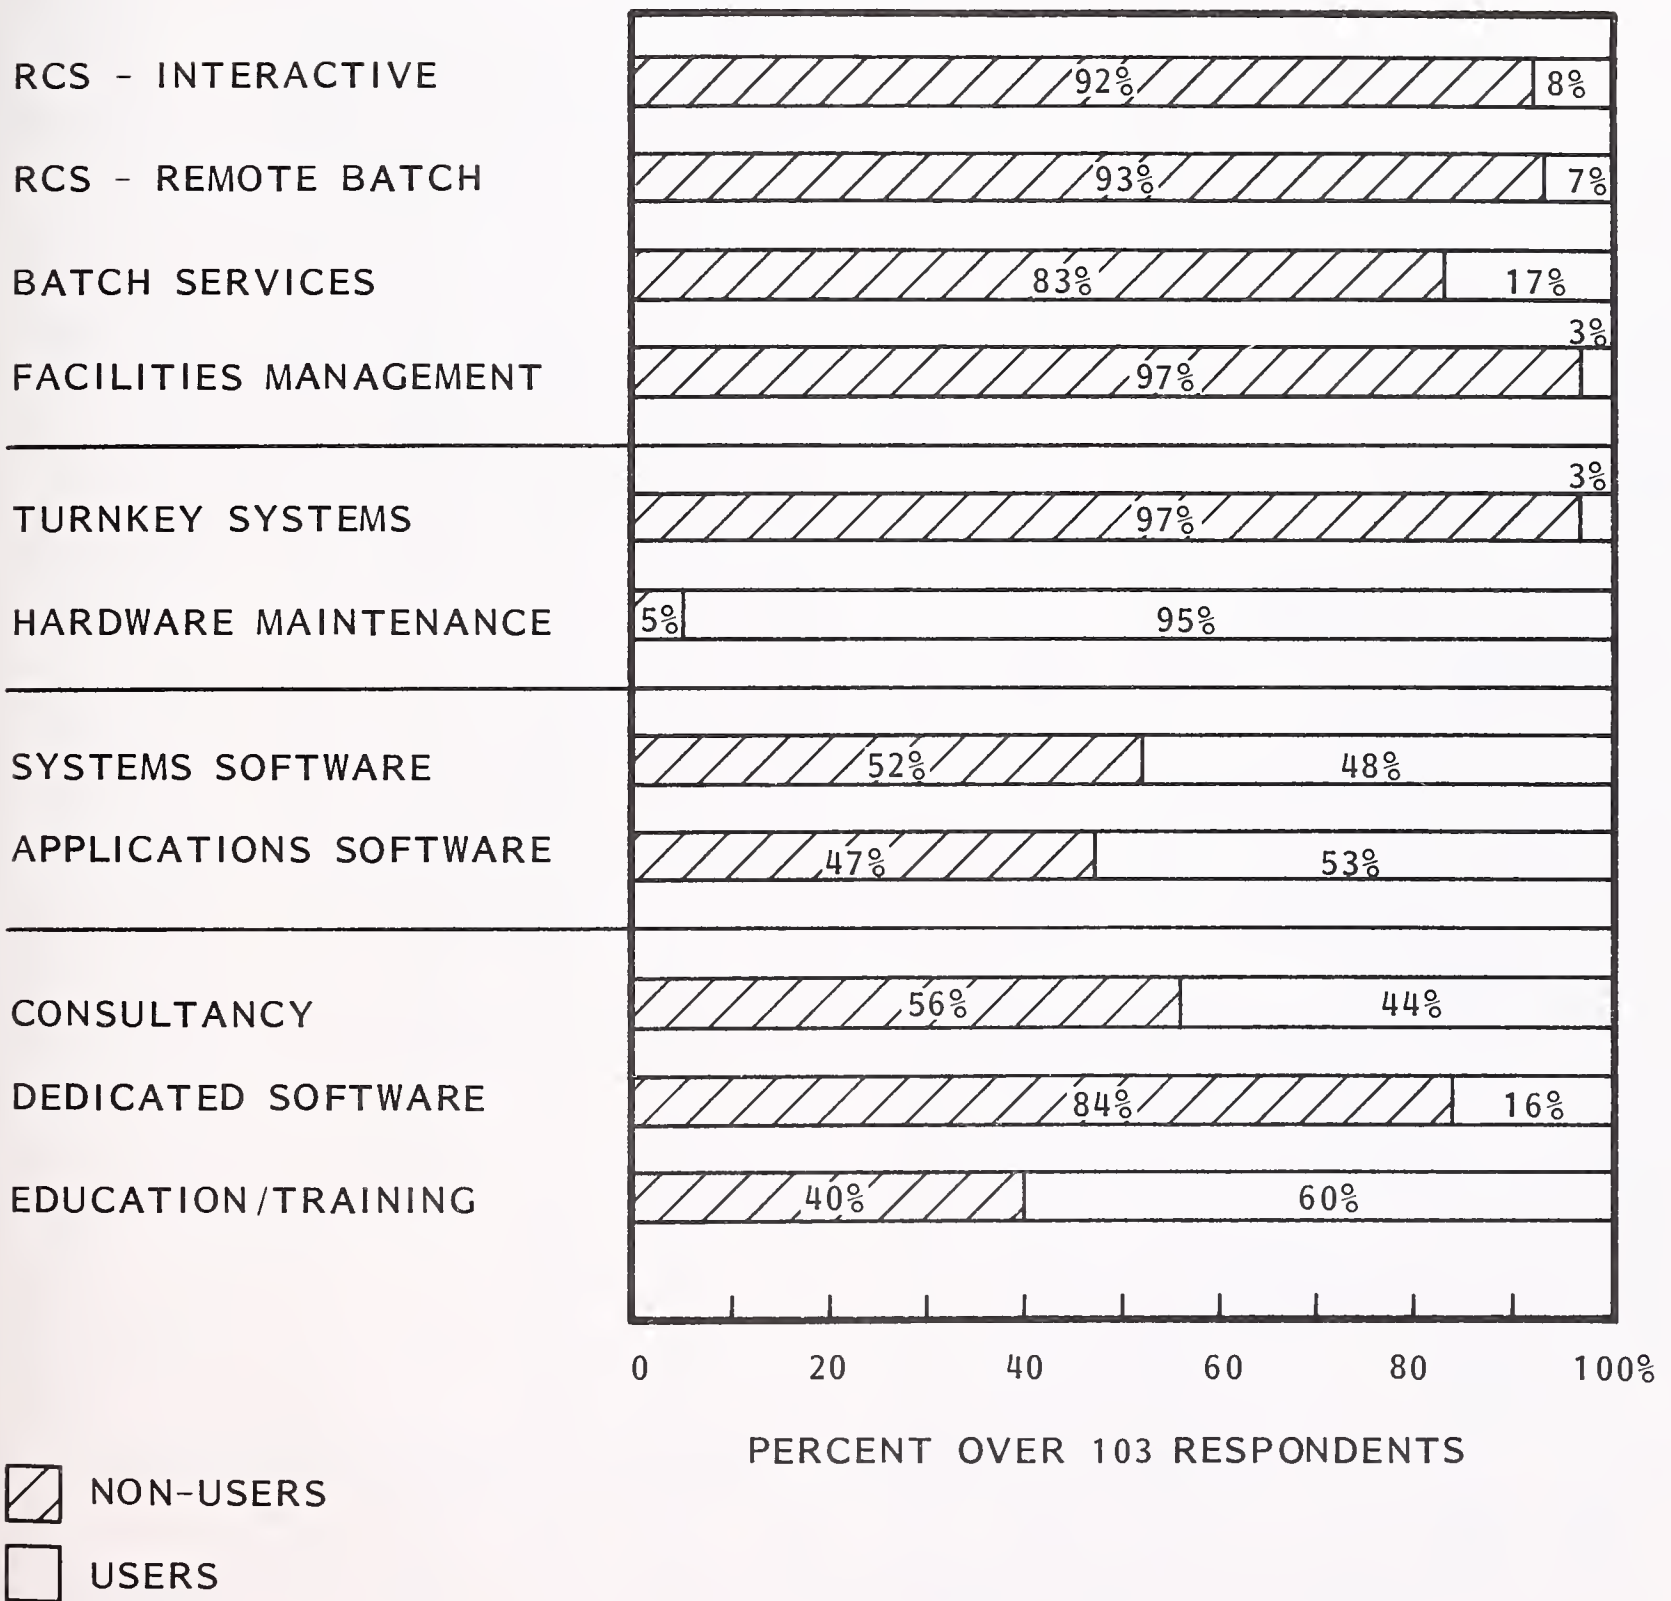 RCS - INTERACTIVE 92% 8%
RCS - REMOTE BATCH 93% 7%
BATCH SERVICES 83% 17%
3%
FACILITIES MANAGEMENT 97%
3%
TURNKEY SYSTEMS 97%
HARDWARE MAINTENANCE 5% 95%
SYSTEMS SOFTWARE 52% 48%
APPLICATIONS SOFTWARE 47% 53%
CONSULTANCY 56% 44%
DEDICATED SOFTWARE 84% 16%
EDUCATION/TRAINING 40% 60%
0 20 40 60 80 100%
PERCENT OVER 103 RESPONDENTS
NON-USERS
USERS